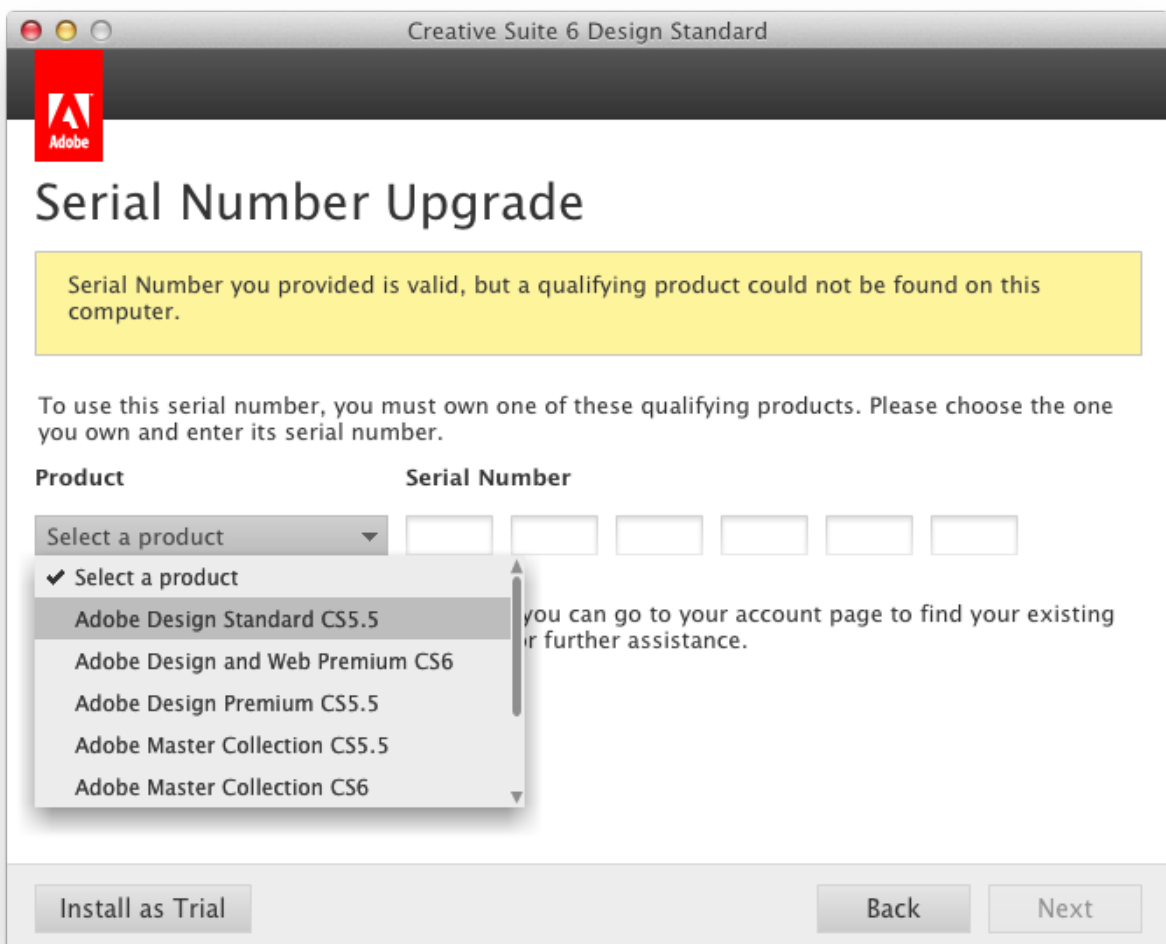 Creative Suite 6 Design Standard
Adobe
Serial Number Upgrade
Serial Number you provided is valid, but a qualifying product could not be found on this
computer.
To use this serial number, you must own one of these qualifying products. Please choose the one
you own and enter its serial number.
Product Serial Number
Select a product
Select a product
Adobe Design Standard CS5.5
you can go to your account page to find your existing
further assistance.
Adobe Design and Web Premium CS6
Adobe Design Premium CS5.5
Adobe Master Collection CS5.5
Adobe Master Collection CS6
Install as Trial Back Next